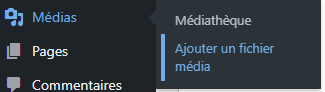 Médias
Médiathèque
Ajouter un fichier
média
Pages
Commentaires